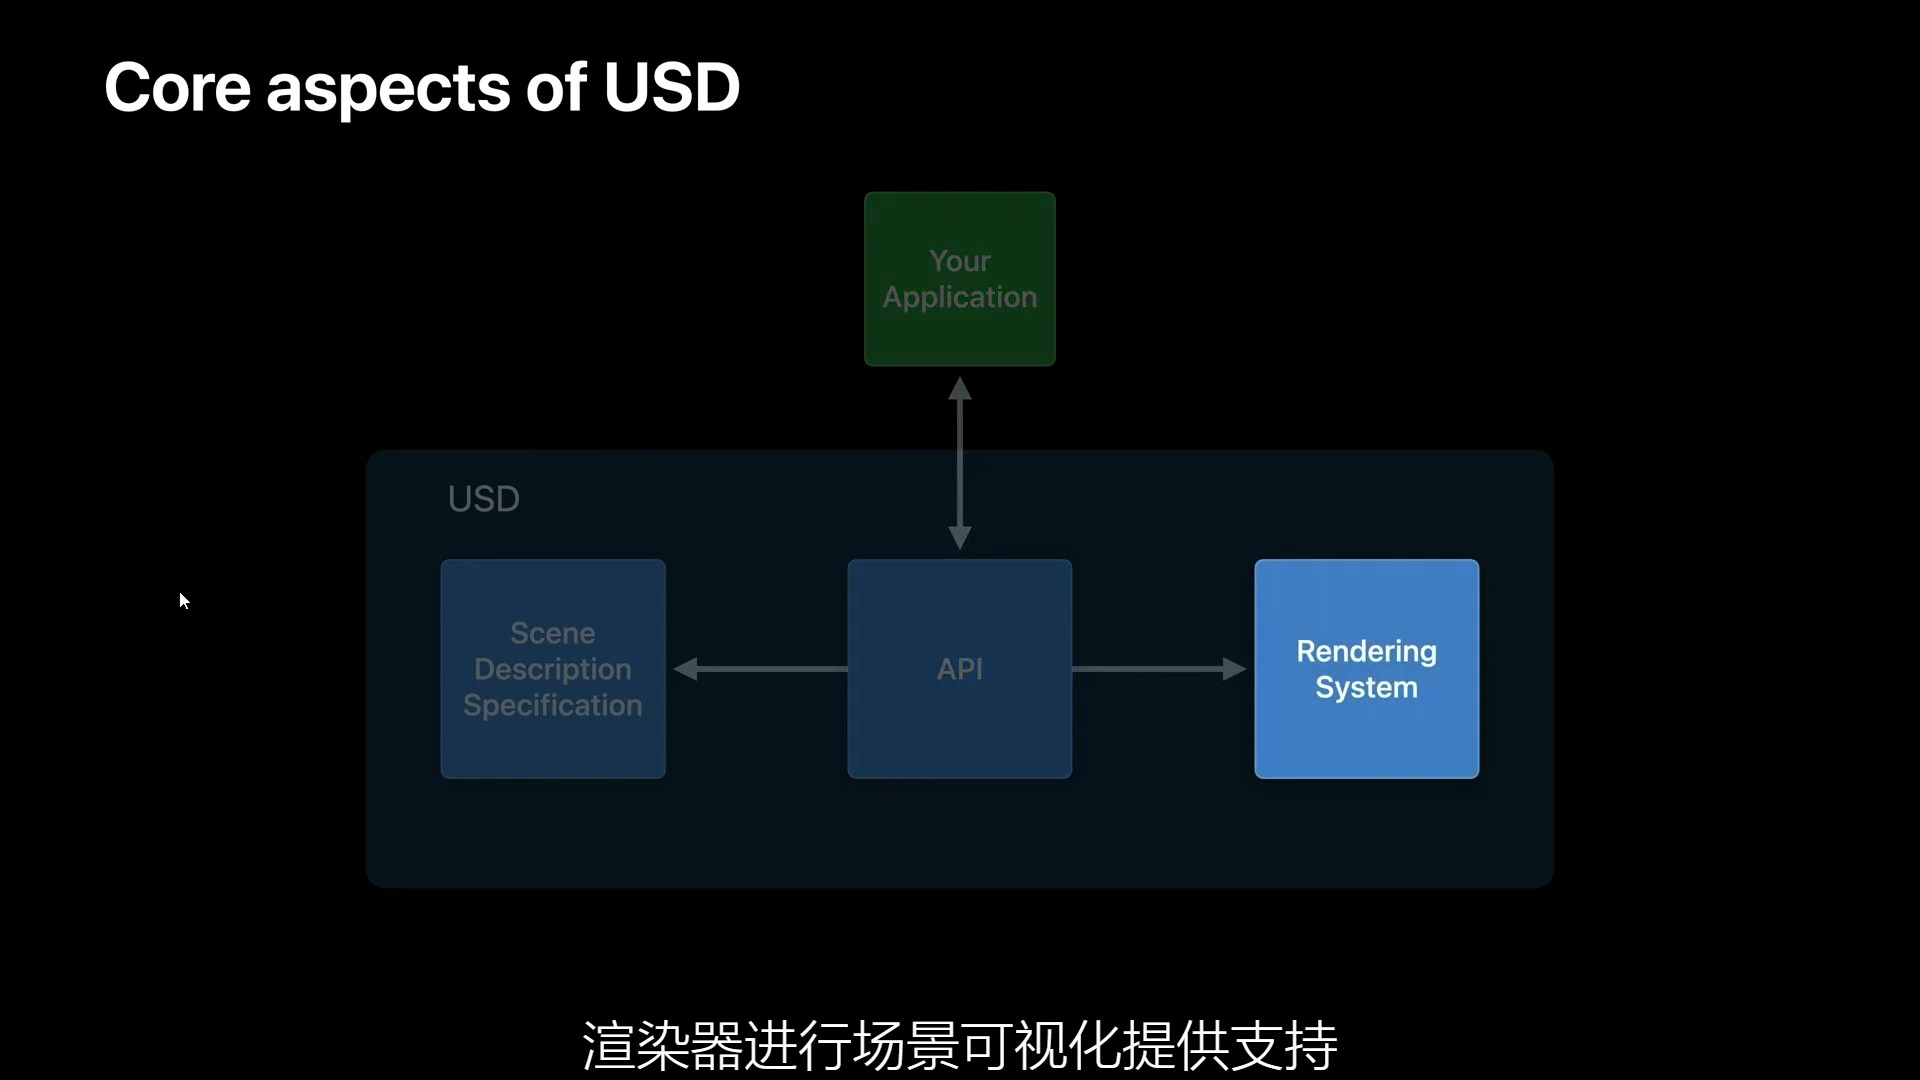 Core aspects of USD
Your
Application
USD
Scene
Description
Specification
API
Rendering
System
渲染器进行场景可视化提供支持